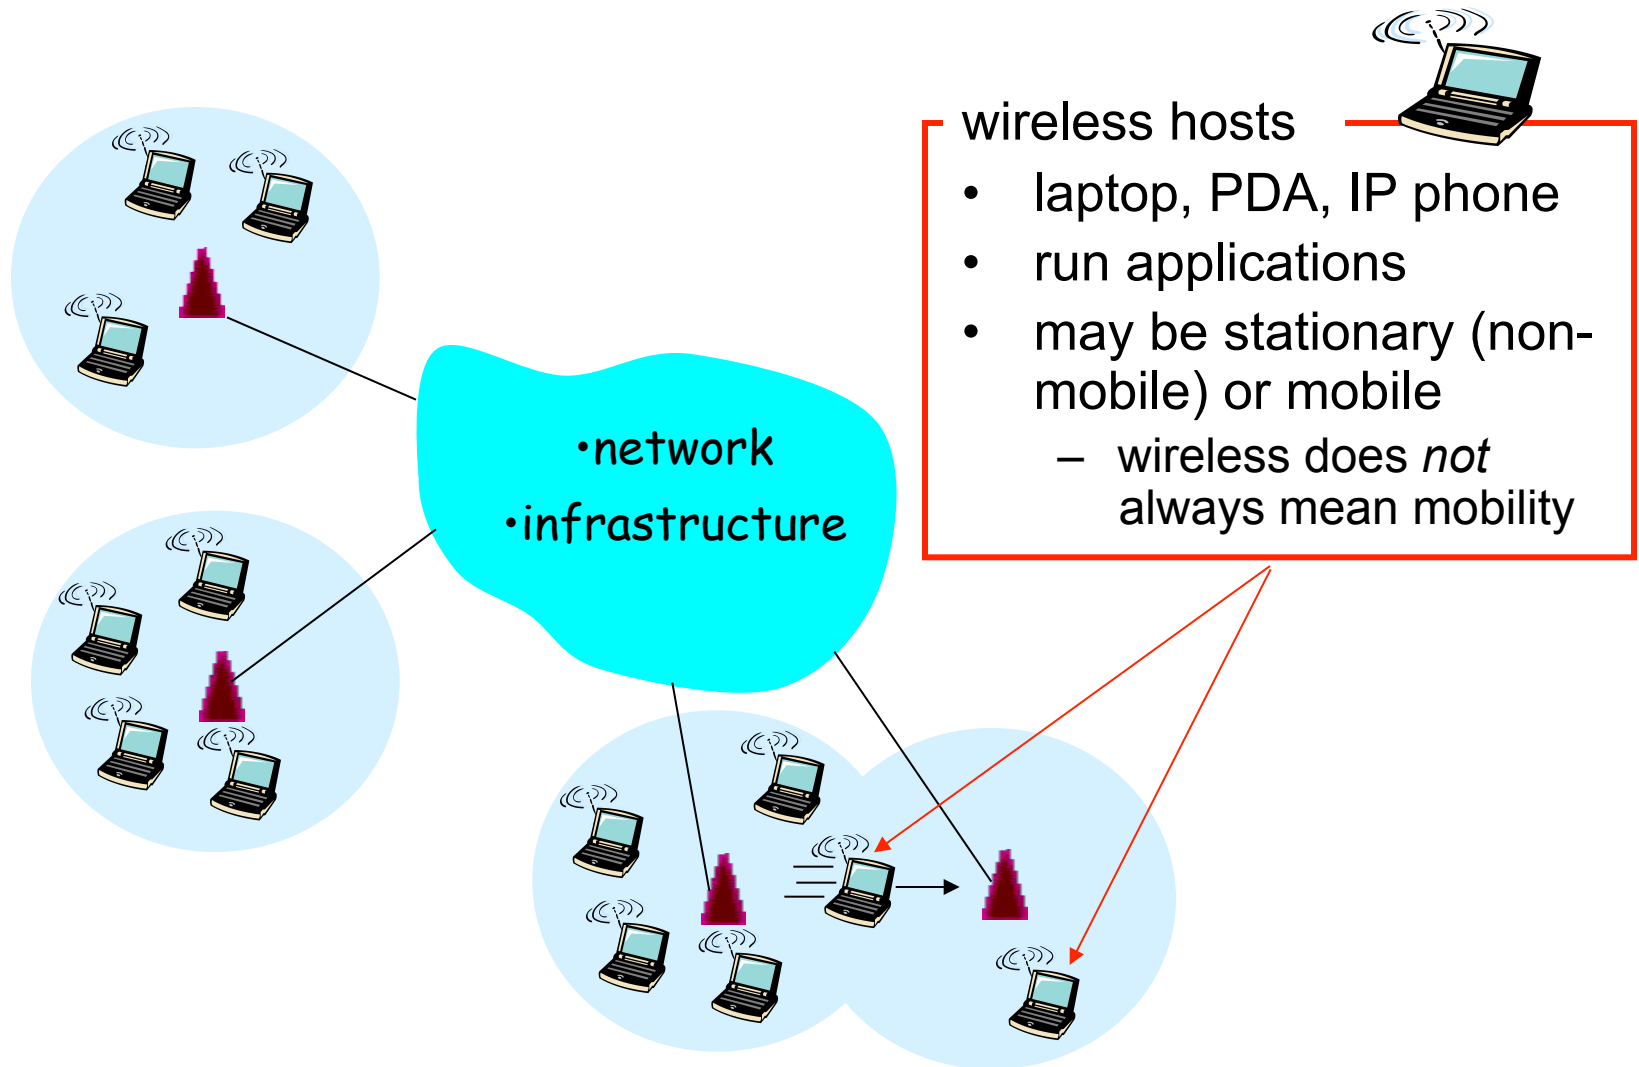 wireless hosts
• laptop, PDA, IP phone
• run applications
• may be stationary (non-
mobile) or mobile
– wireless does not
always mean mobility
•network
•infrastructure